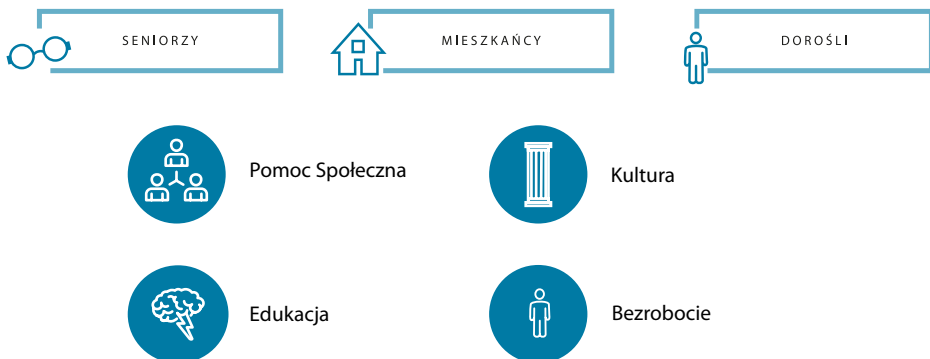 SENIORZY
MIESZKAŃCY
DOROŚLI
Pomoc Społeczna
Kultura
Edukacja
Bezrobocie